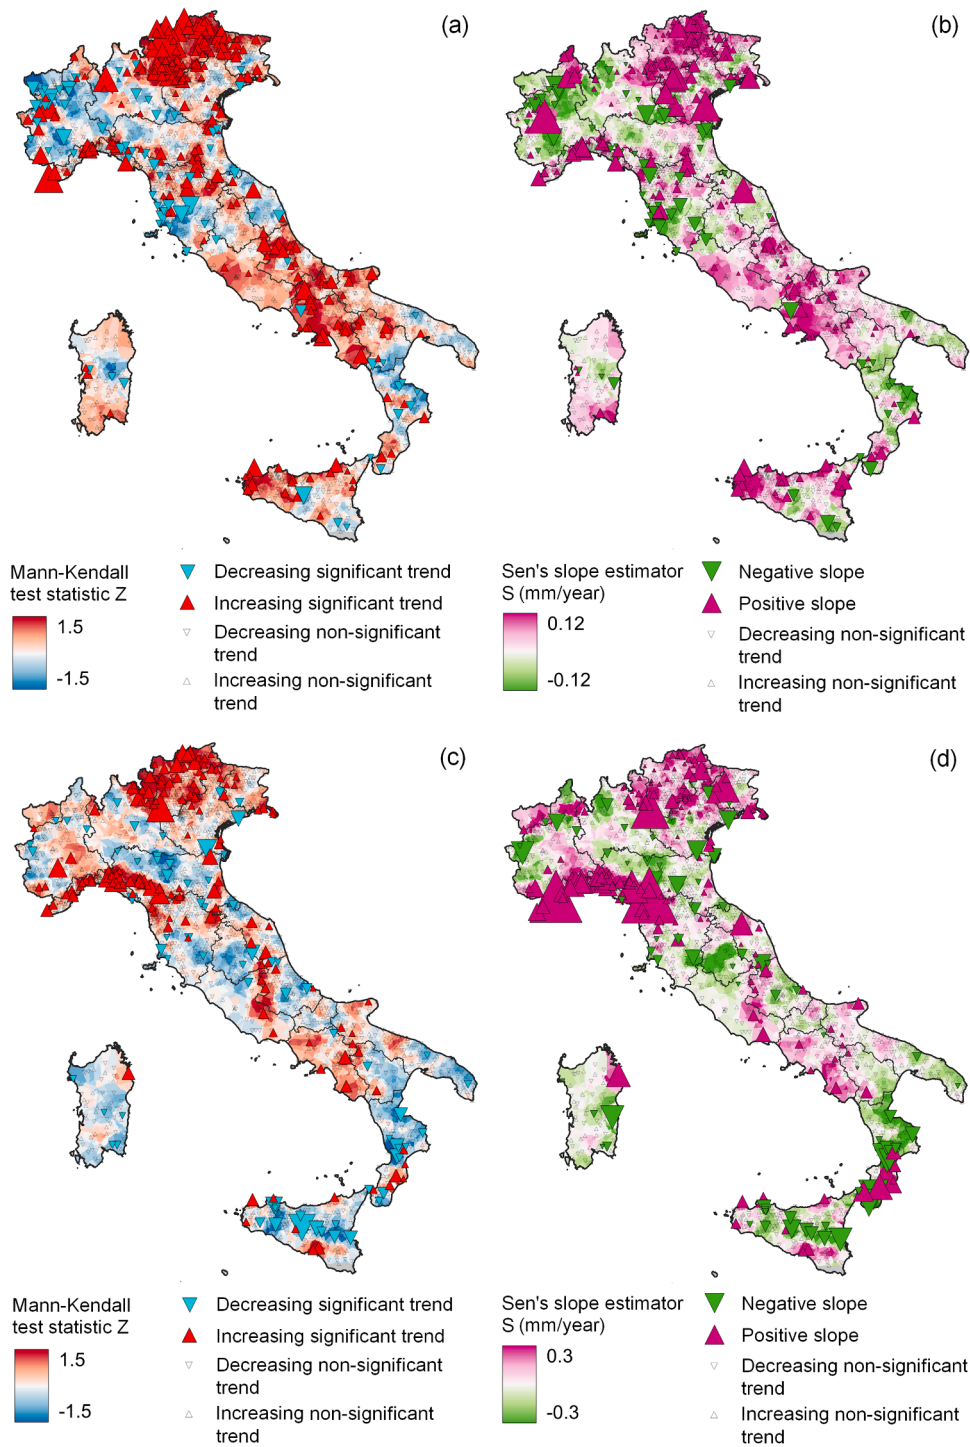 (a)
(b)
Mann-Kendall
test statistic Z
1.5
-1.5
Decreasing significant trend
Increasing significant trend
Decreasing non-significant
trend
Increasing non-significant
trend
Sen's slope estimator
S (mm/year)
0.12
-0.12
Negative slope
Positive slope
Decreasing non-significant
trend
Increasing non-significant
trend
(c)
(d)
Mann-Kendall
test statistic Z
1.5
-1.5
Decreasing significant trend
Increasing significant trend
Decreasing non-significant
trend
Increasing non-significant
trend
Sen's slope estimator
S (mm/year)
0.3
-0.3
Negative slope
Positive slope
Decreasing non-significant
trend
Increasing non-significant
trend